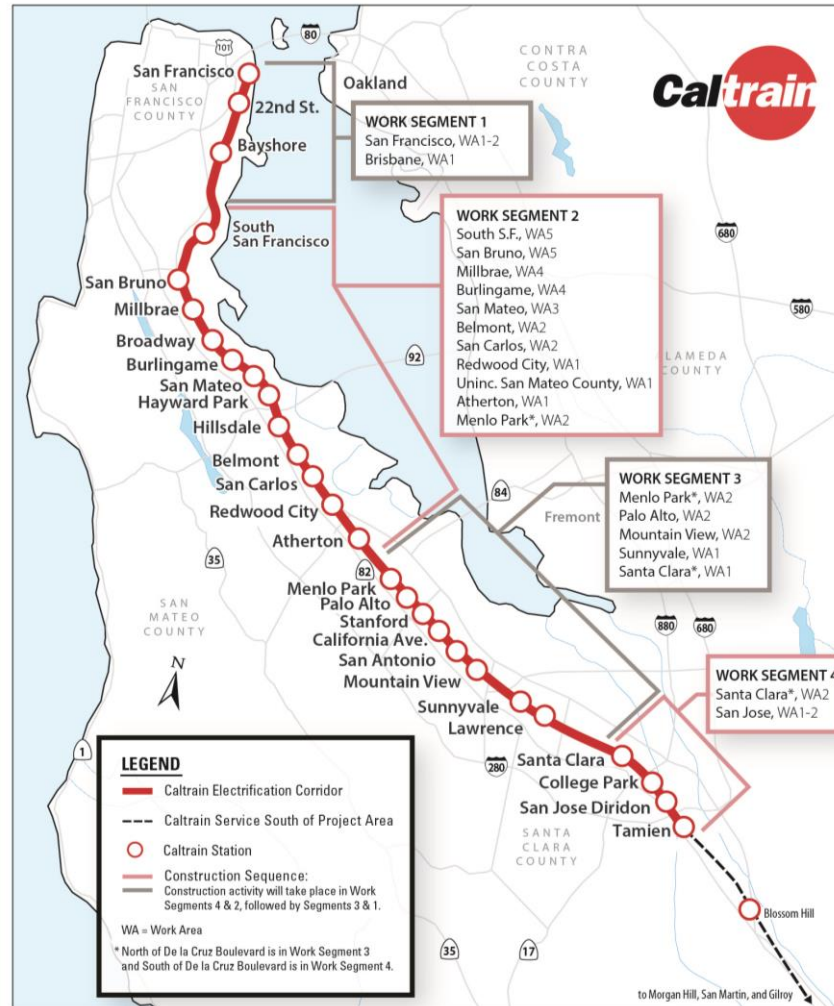 Caltrain
101
80
San Francisco
SAN
FRANCISCO
COUNTY
22nd St.
Bayshore
Oakland
CONTRA
COSTA
COUNTY
WORK SEGMENT 1
San Francisco, WA1-2
Brisbane, WA1
South
San Francisco
WORK SEGMENT 2
South S.F., WA5
San Bruno, WA5
Millbrae, WA4
Burlingame, WA4
San Mateo, WA3
Belmont, WA2
San Carlos, WA2
Redwood City, WA1
Uninc. San Mateo County, WA1
Atherton, WA1
Menlo Park*, WA2
680
580
San Bruno
Millbrae
Broadway
Burlingame
San Mateo
Hayward Park
Hillsdale
Belmont
San Carlos
Redwood City
Atherton
92
LAMEDA
COUNTY
84
Fremont
WORK SEGMENT 3
Menlo Park*, WA2
Palo Alto, WA2
Mountain View, WA2
Sunnyvale, WA1
Santa Clara*, WA1
35
82
SAN
MATEO
COUNTY
N
Menlo Park
Palo Alto
Stanford
California Ave.
San Antonio
Mountain View
Sunnyvale
Lawrence
880
680
WORK SEGMENT 4
Santa Clara*, WA2
San Jose, WA1-2
1
280
Santa Clara
College Park
San Jose Diridon
Tamien
SANTA
CLARA
COUNTY
LEGEND
Caltrain Electrification Corridor
Caltrain Service South of Project Area
Caltrain Station
Construction Sequence:
Construction activity will take place in Work
Segments 4 & 2, followed by Segments 3 & 1.
WA = Work Area
* North of De la Cruz Boulevard is in Work Segment 3
and South of De la Cruz Boulevard is in Work Segment 4.
35
17
Blossom Hill
to Morgan Hill, San Martin, and Gilroy